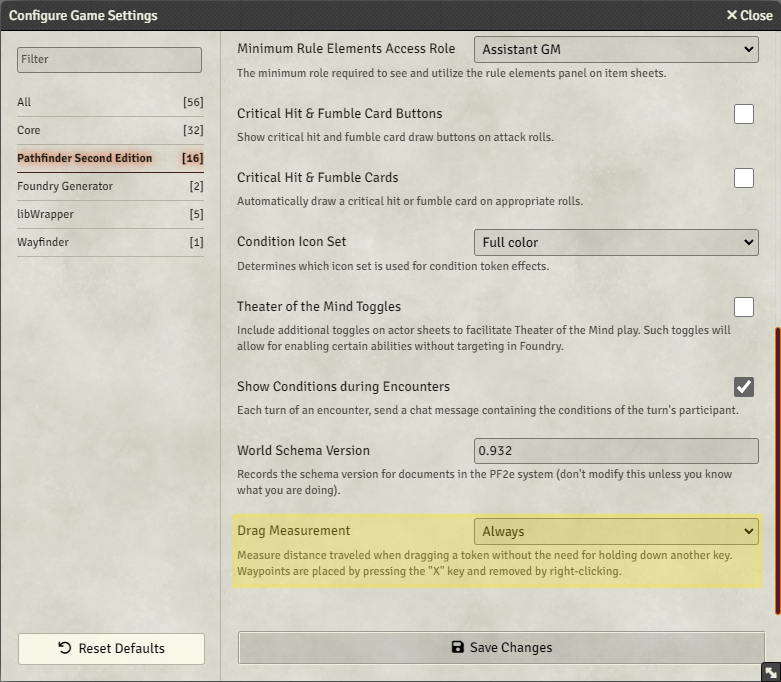 Configure Game Settings
✕ Close
Filter
All [56]
Core [32]
Pathfinder Second Edition [16]
Foundry Generator [2]
libWrapper [5]
Wayfinder [1]
Reset Defaults
Minimum Rule Elements Access Role Assistant GM
The minimum role required to see and utilize the rule elements panel on item sheets.
Critical Hit & Fumble Card Buttons
Show critical hit and fumble card draw buttons on attack rolls.
Critical Hit & Fumble Cards
Automatically draw a critical hit or fumble card on appropriate rolls.
Condition Icon Set Full color
Determines which icon set is used for condition token effects.
Theater of the Mind Toggles
Include additional toggles on actor sheets to facilitate Theater of the Mind play. Such toggles will
allow for enabling certain abilities without targeting in Foundry.
Show Conditions during Encounters
Each turn of an encounter, send a chat message containing the conditions of the turn's participant.
World Schema Version 0.932
Records the schema version for documents in the PF2e system (don't modify this unless you know
what you are doing).
Drag Measurement Always
Measure distance traveled when dragging a token without the need for holding down another key.
Waypoints are placed by pressing the "X" key and removed by right-clicking.
Save Changes